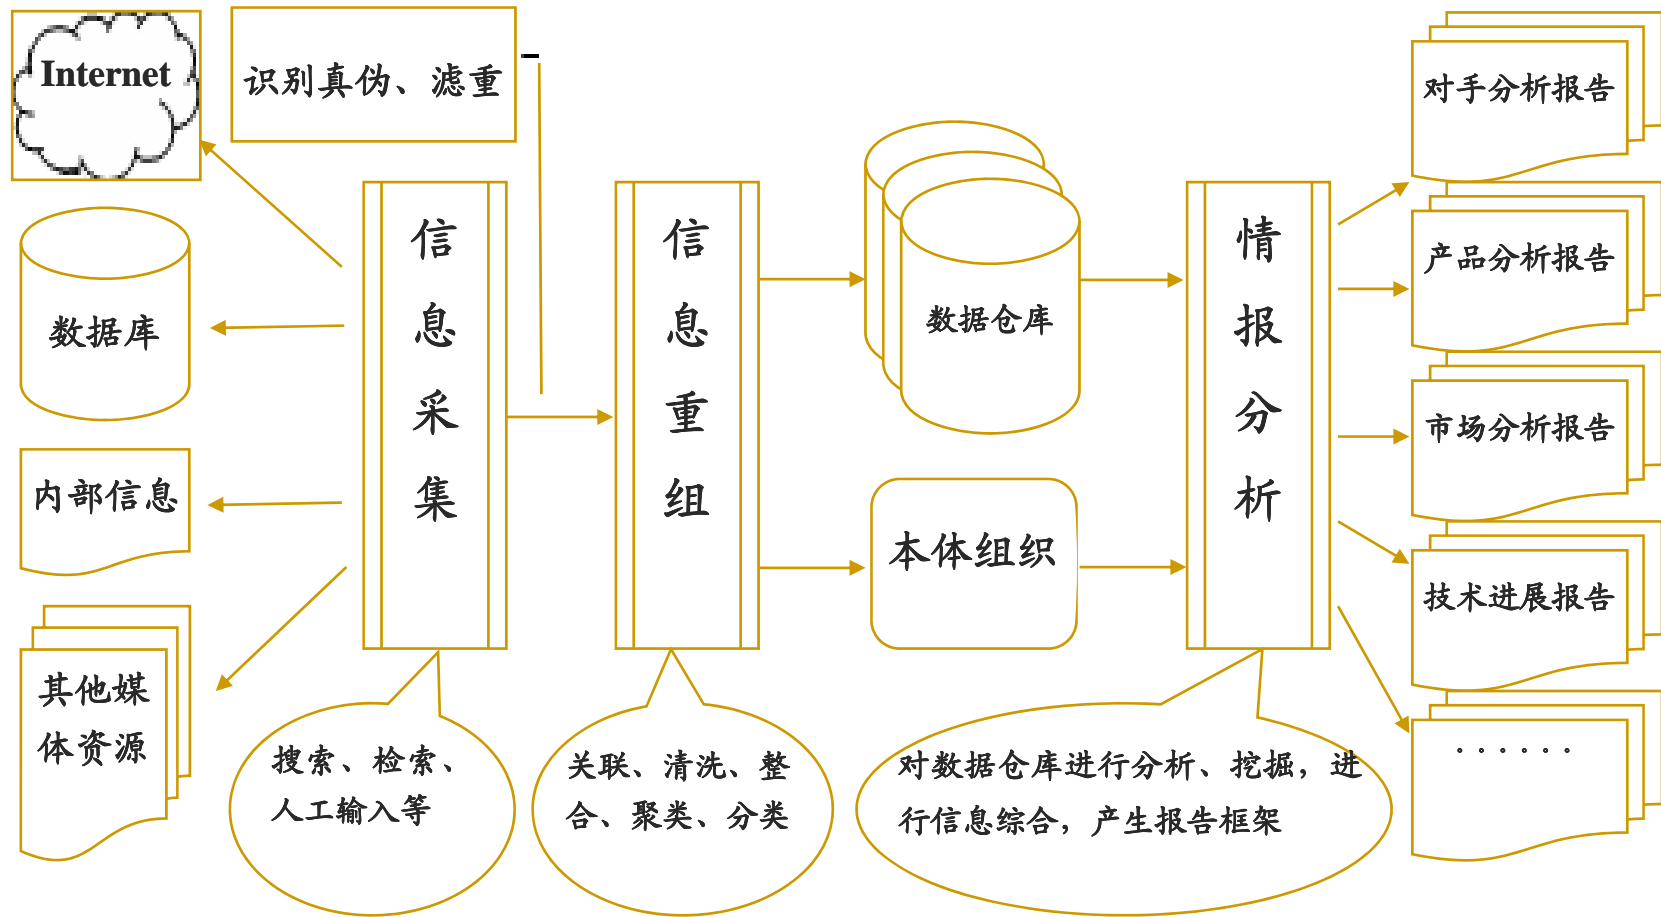 Internet
识别真伪、滤重
数据库
内部信息
其他媒
体资源
信
息
采
集
搜索、检索、
人工输入等
信
息
重
组
关联、清洗、整
合、聚类、分类
数据仓库
本体组织
情
报
分
析
对数据仓库进行分析、挖掘，进
行信息综合，产生报告框架
对手分析报告
产品分析报告
市场分析报告
技术进展报告
。。。。。。